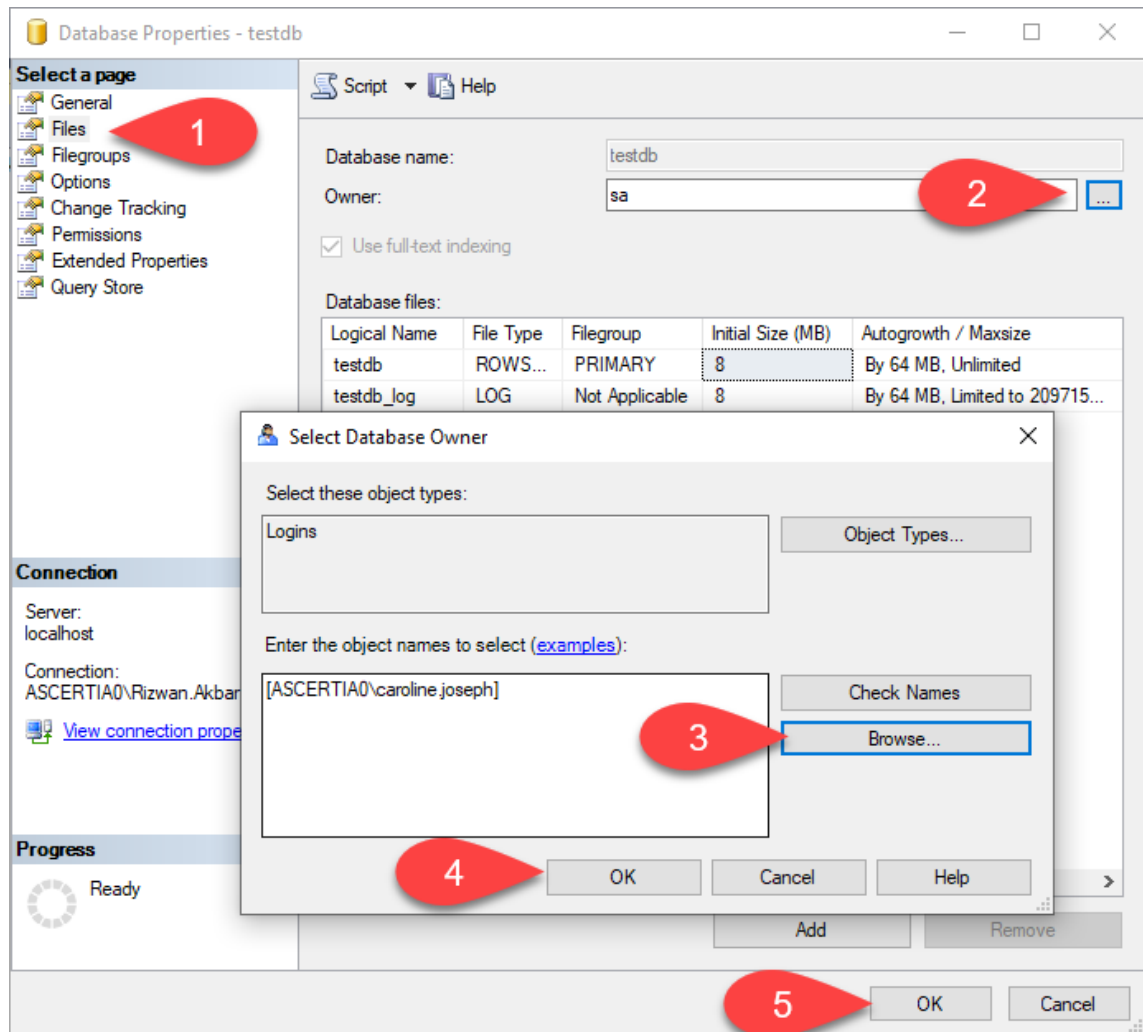 Database Properties - testdb
Select a page
General
Files
1
Filegroups
Options
Change Tracking
Permissions
Extended Properties
Query Store
Script
Help
Database name:
testdb
Owner:
sa
2
...
Use full-text indexing
Database files:
Logical Name File Type Filegroup Initial Size (MB) Autogrowth / Maxsize
testdb ROWS... PRIMARY 8 By 64 MB, Unlimited
testdb_log LOG Not Applicable 8 By 64 MB, Limited to 209715...
Select Database Owner
Select these object types:
Logins
Object Types...
Enter the object names to select (examples):
[ASCERTIA0\caroline.joseph]
Check Names
3
Browse...
4
OK
Cancel
Help
Connection
Server:
localhost
Connection:
ASCERTIA0\Rizwan.Akbar
View connection prope
Progress
Ready
Add
Remove
5
OK
Cancel